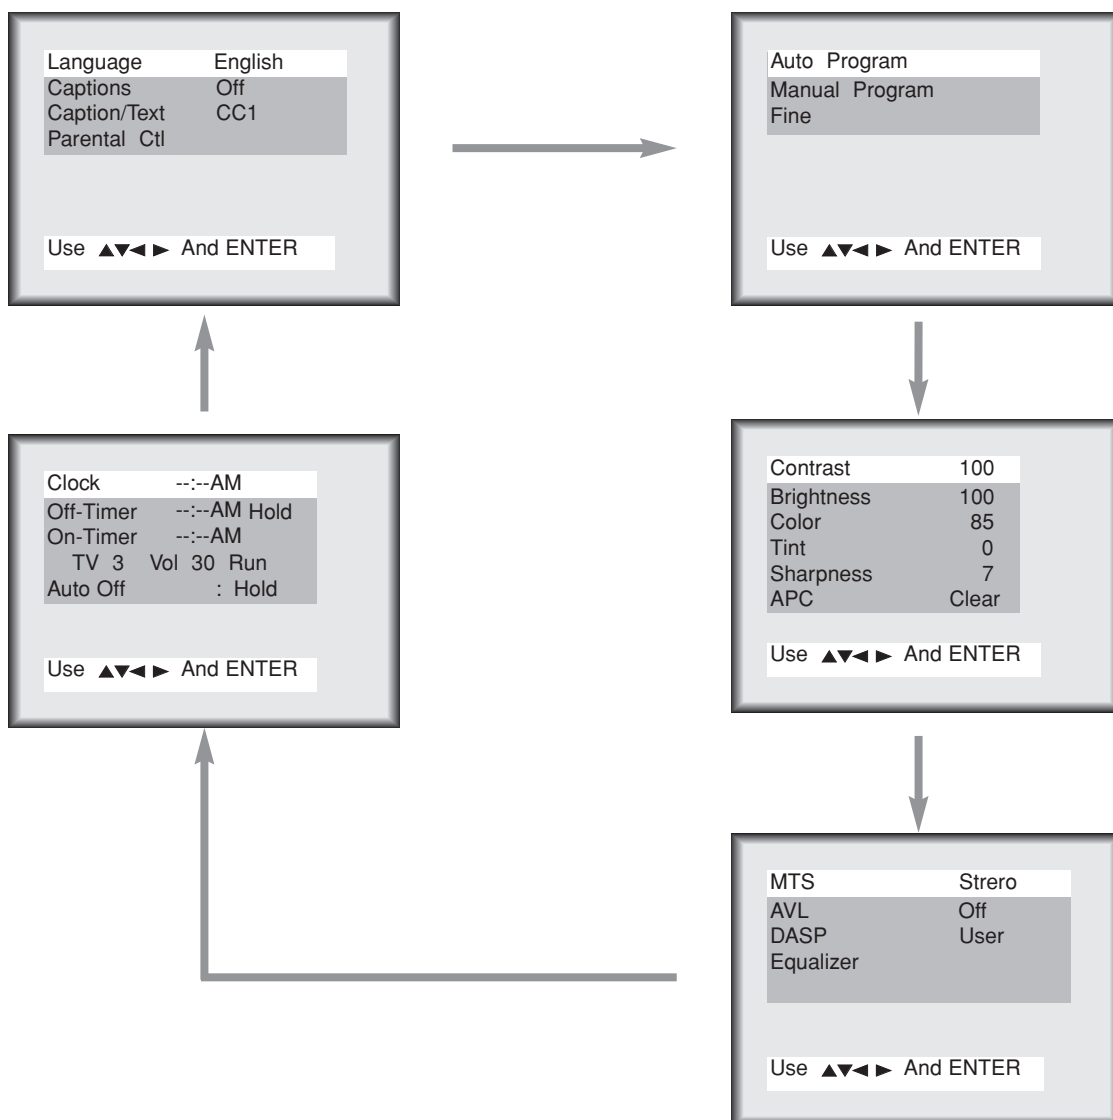 Language English
Captions Off
Caption/Text CC1
Parental Ctl
Use ▲▼◄ ► And ENTER
Auto Program
Manual Program
Fine
Use ▲▼◄ ► And ENTER
Contrast 100
Brightness 100
Color 85
Tint 0
Sharpness 7
APC Clear
Use ▲▼◄ ► And ENTER
MTS Strero
AVL Off
DASP User
Equalizer
Use ▲▼◄ ► And ENTER
Clock --:--AM
Off-Timer --:--AM Hold
On-Timer --:--AM
TV 3 Vol 30 Run
Auto Off : Hold
Use ▲▼◄ ► And ENTER